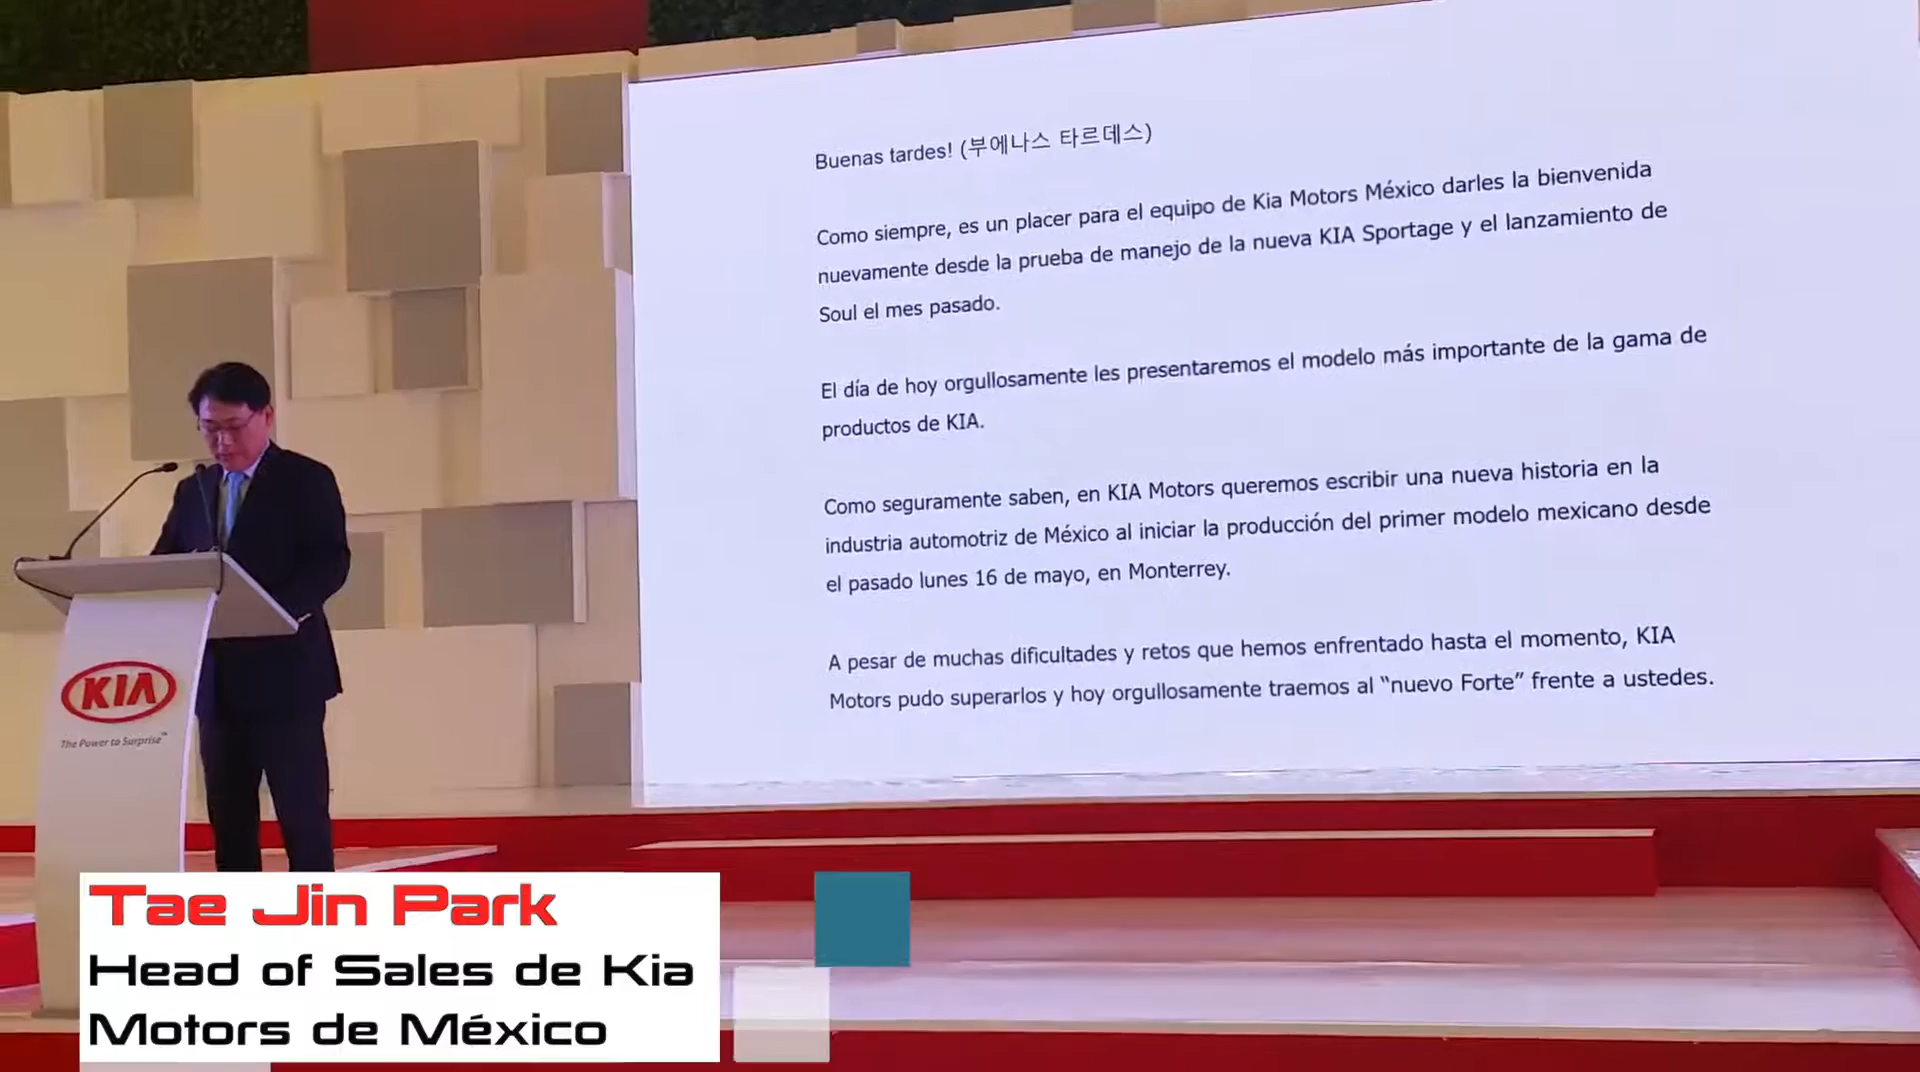 Buenas tardes! (부에나스 타르데스)
Como siempre, es un placer para el equipo de Kia Motors México darles la bienvenida
nuevamente desde la prueba de manejo de la nueva KIA Sportage y el lanzamiento de
Soul el mes pasado.
El día de hoy orgullosamente les presentaremos el modelo más importante de la gama de
productos de KIA.
Como seguramente saben, en KIA Motors queremos escribir una nueva historia en la
industria automotriz de México al iniciar la producción del primer modelo mexicano desde
el pasado lunes 16 de mayo, en Monterrey.
A pesar de muchas dificultades y retos que hemos enfrentado hasta el momento, KIA
Motors pudo superarlos y hoy orgullosamente traemos al “nuevo Forte” frente a ustedes.
KIA
The Power to Surprise™
Tae Jin Park
Head of Sales de Kia
Motors de México